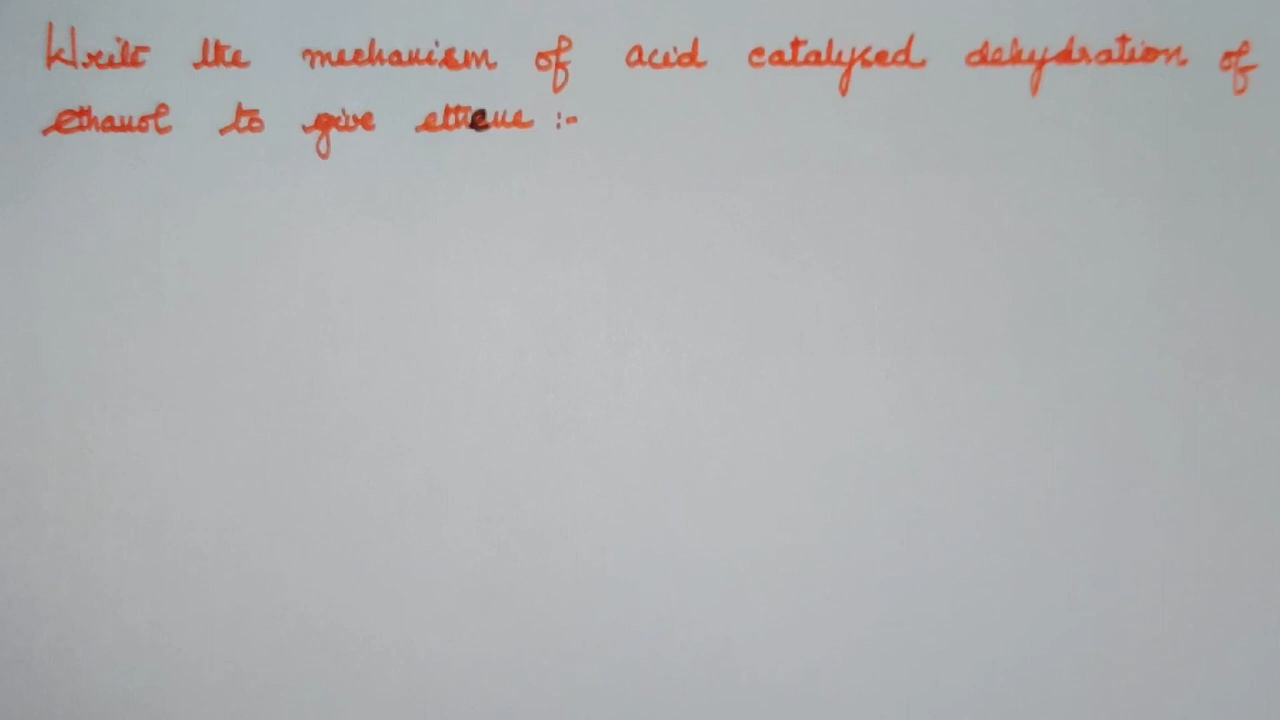 Write the mechanism of acid catalysed dehydration of
ethanol to give ethene :-